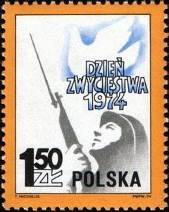 DZIEŃ
ZWYCIĘSTWA
1974
1.50
ZŁ
POLSKA